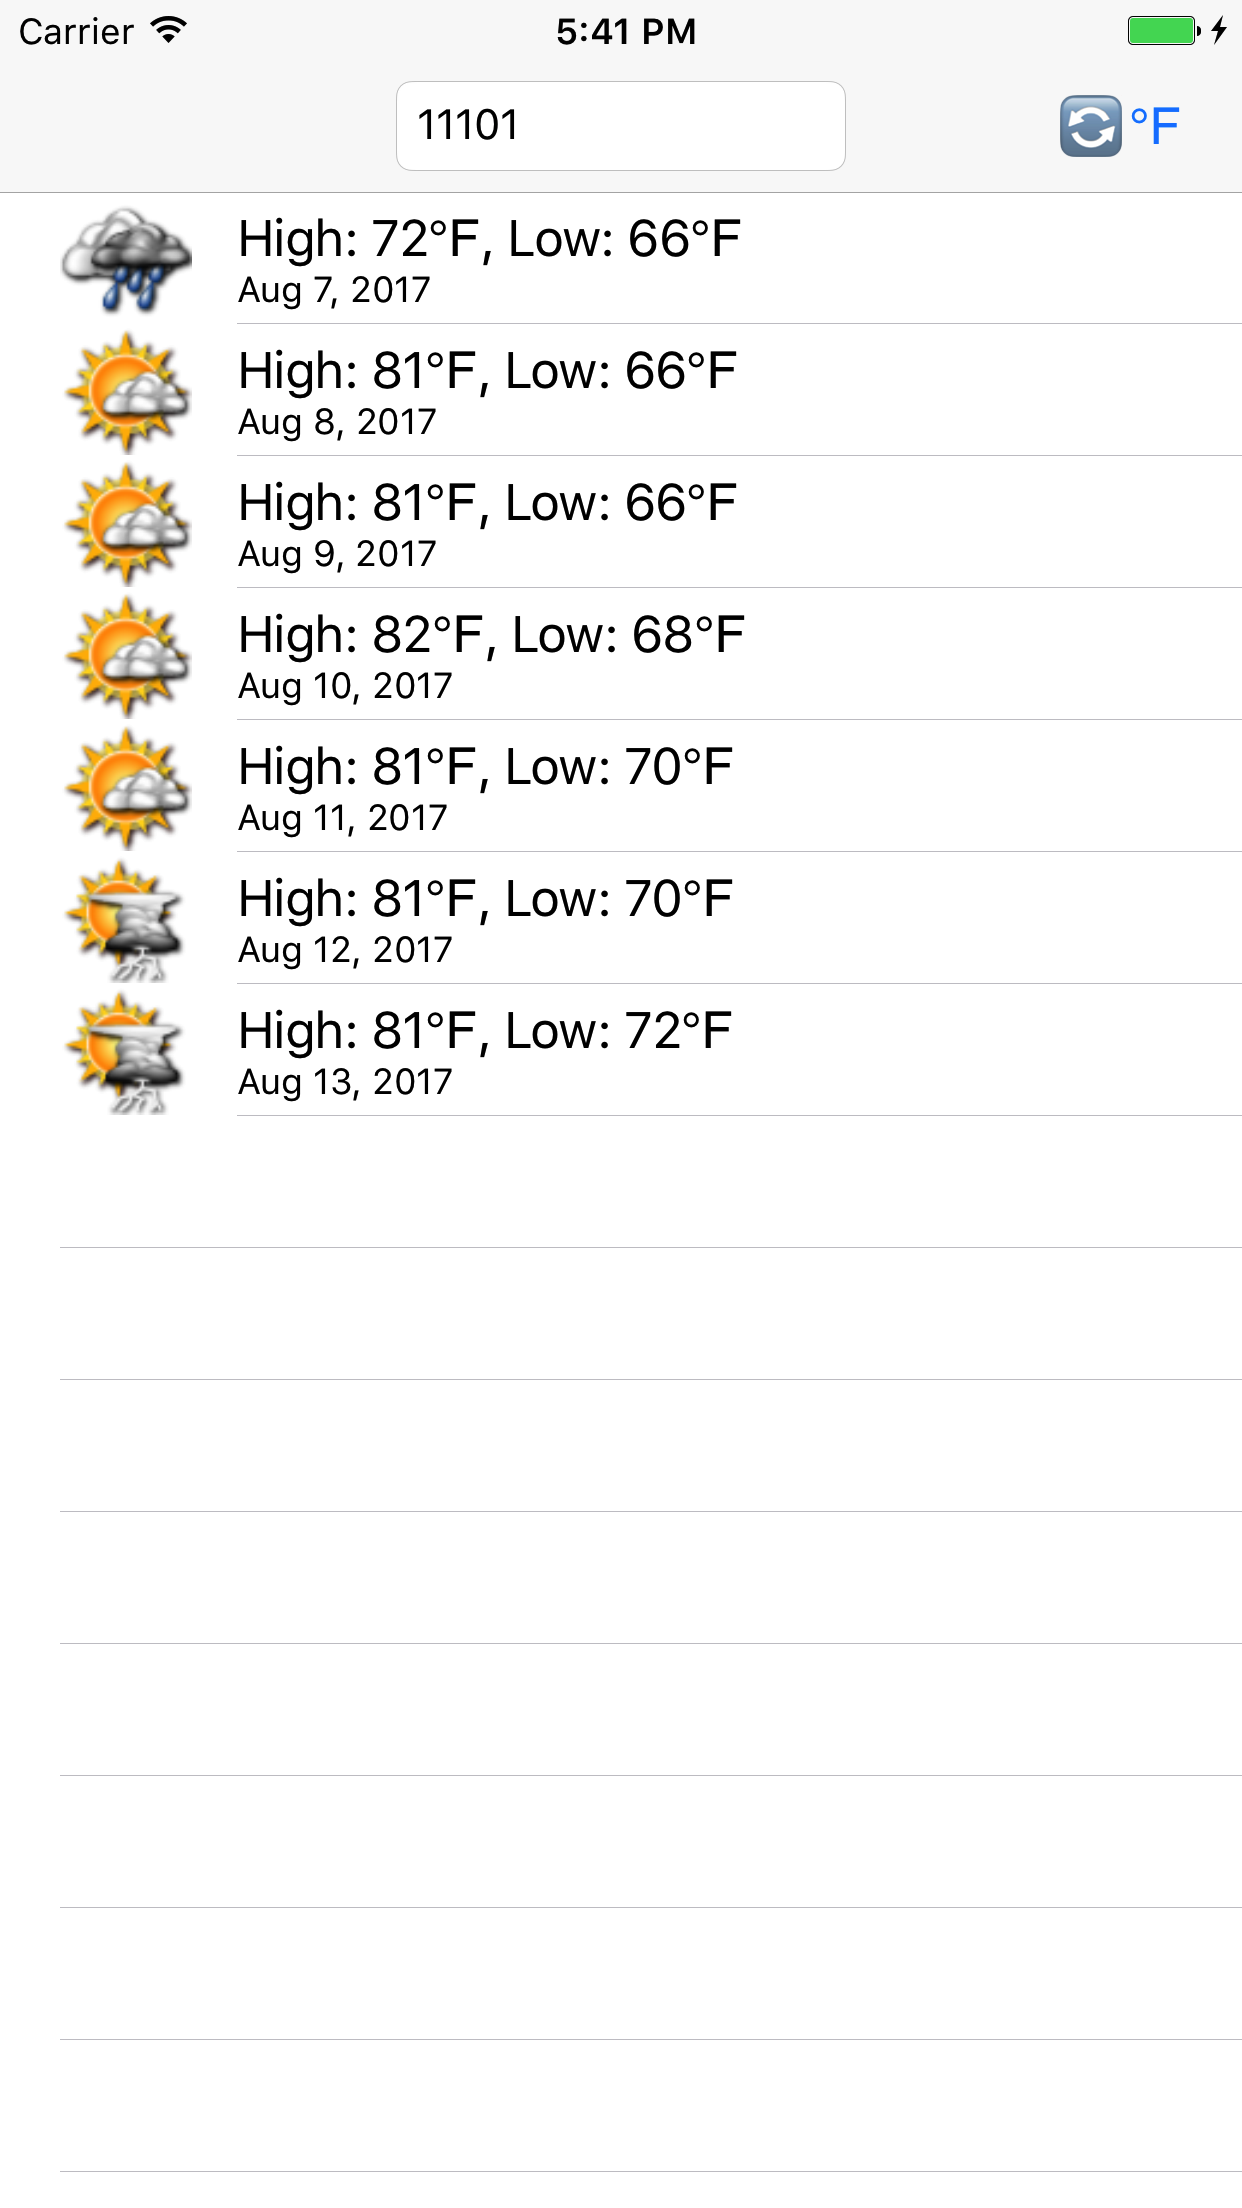 Carrier 5:41 PM
11101 °F
High: 72°F, Low: 66°F
Aug 7, 2017
High: 81°F, Low: 66°F
Aug 8, 2017
High: 81°F, Low: 66°F
Aug 9, 2017
High: 82°F, Low: 68°F
Aug 10, 2017
High: 81°F, Low: 70°F
Aug 11, 2017
High: 81°F, Low: 70°F
Aug 12, 2017
High: 81°F, Low: 72°F
Aug 13, 2017